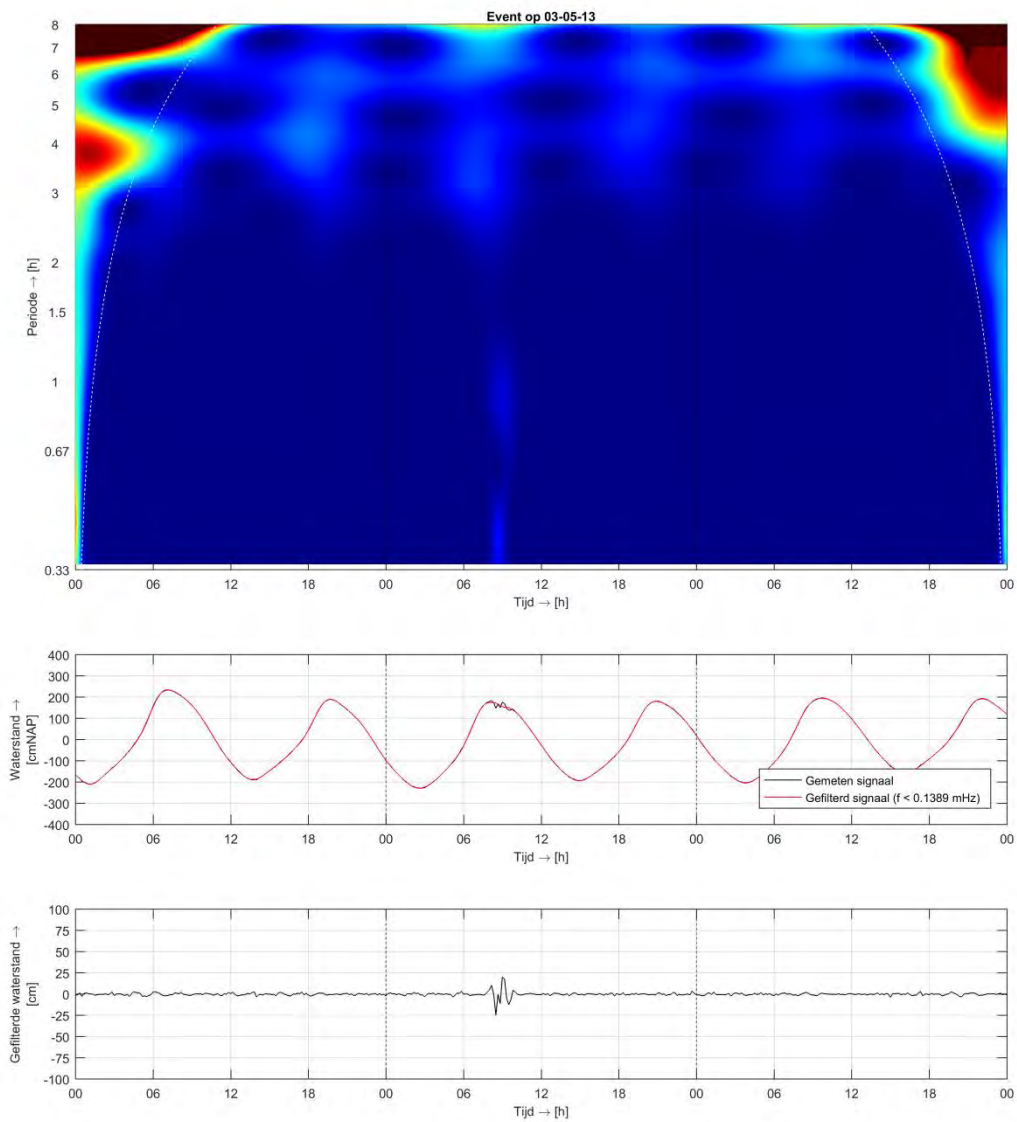 Event op 03-05-13
Periode → [h]
8
7
6
5
4
3
2
1.5
1
0.67
0.33
00 06 12 18 00 06 12 18 00 06 12 18 00
Tijd → [h]
Waterstand →
[cmNAP]
400
300
200
100
0
-100
-200
-300
-400
Gemeten signaal
Gefilterd signaal (f < 0.1389 mHz)
00 06 12 18 00 06 12 18 00 06 12 18 00
Tijd → [h]
Gefilterde waterstand →
[cm]
100
75
50
25
0
-25
-50
-75
-100
00 06 12 18 00 06 12 18 00 06 12 18 00
Tijd → [h]